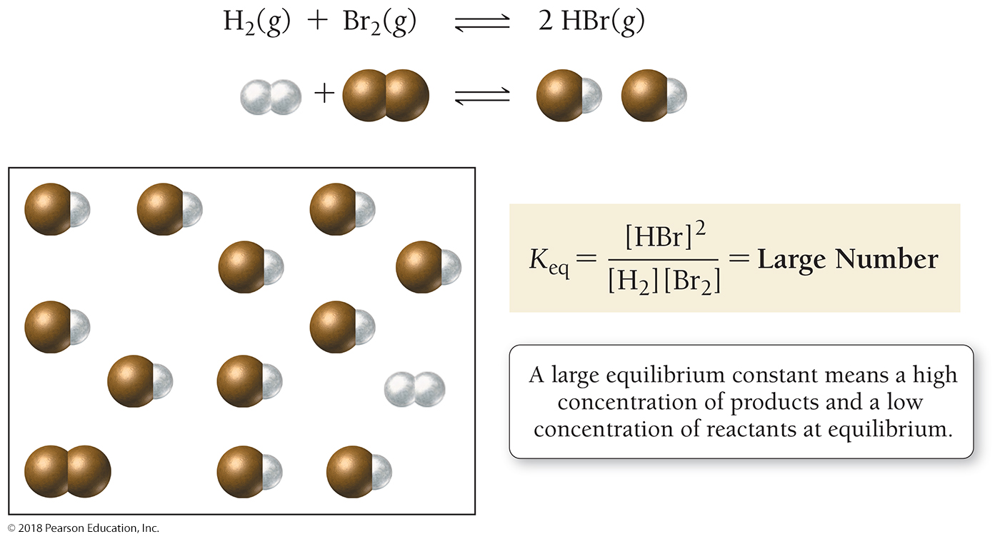 H₂(g) + Br₂(g) ⇌ 2 HBr(g)
+ ⇌
K_eq = [HBr]² / [H₂][Br₂] = Large Number
A large equilibrium constant means a high
concentration of products and a low
concentration of reactants at equilibrium.
© 2018 Pearson Education, Inc.